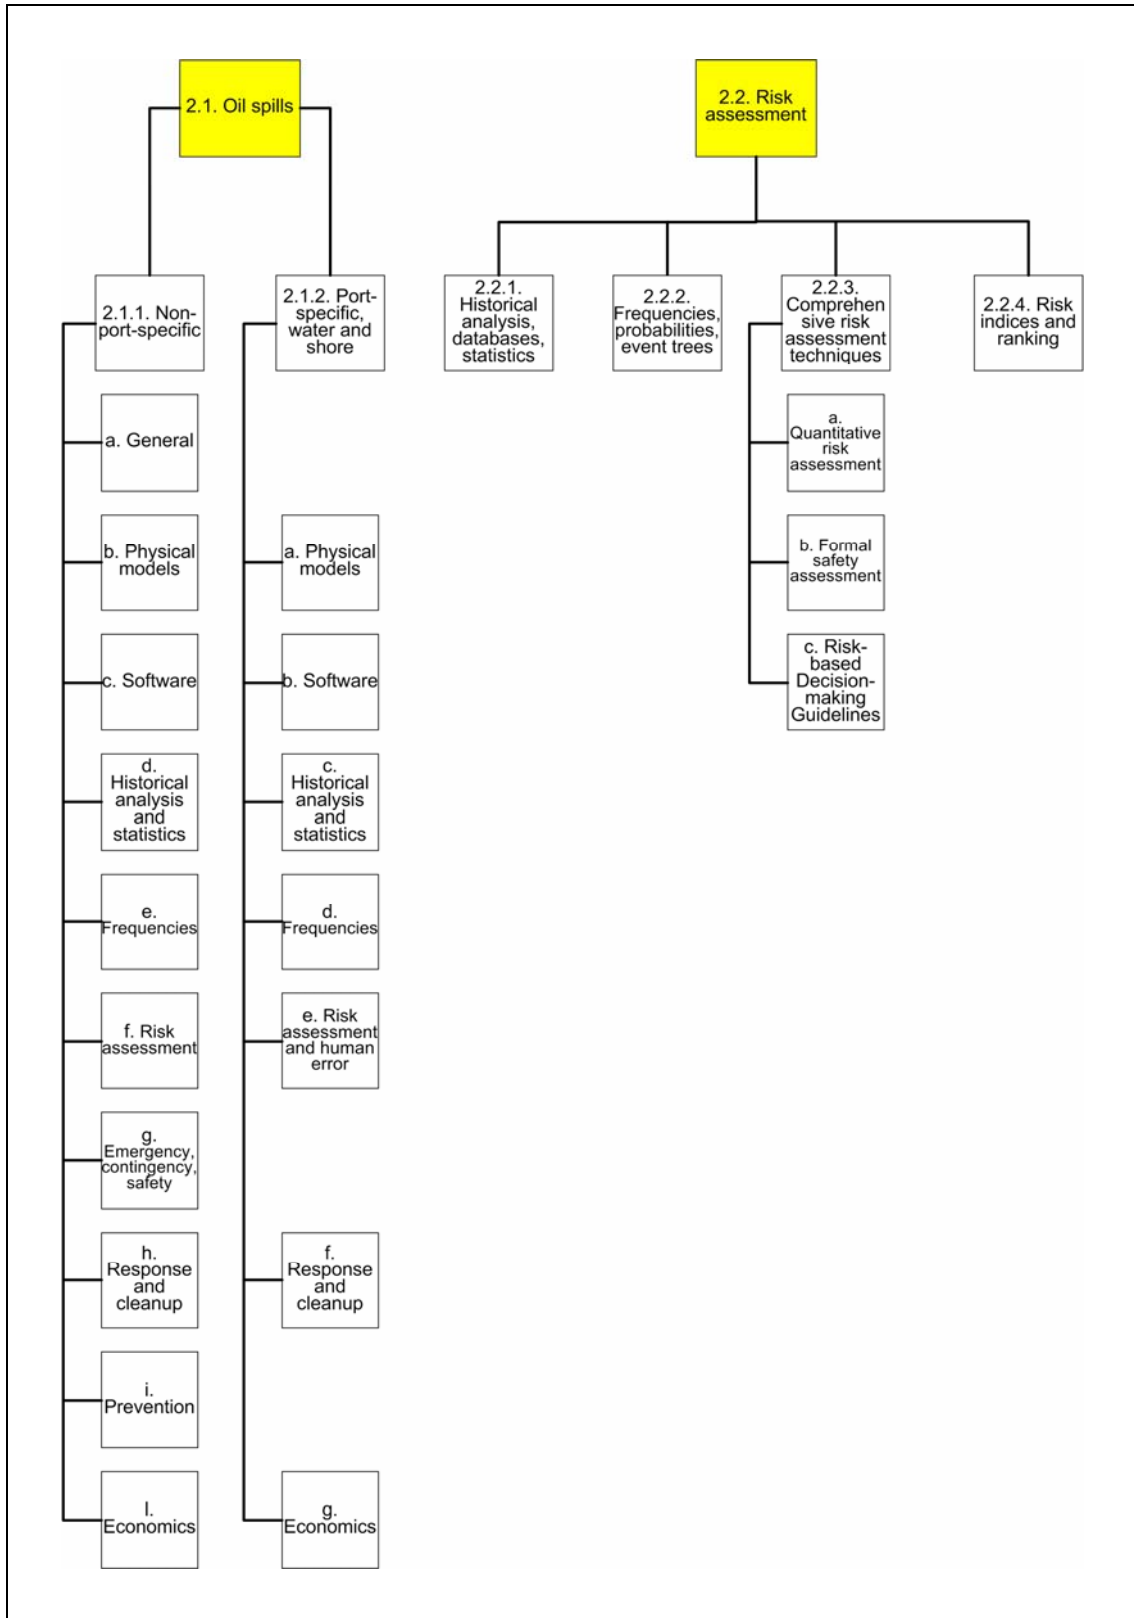 2.1. Oil spills
2.2. Risk
assessment
2.1.1. Non-
port-specific
2.1.2. Port-
specific,
water and
shore
2.2.1.
Historical
analysis,
databases,
statistics
2.2.2.
Frequencies,
probabilities,
event trees
2.2.3.
Comprehen
sive risk
assessment
techniques
2.2.4. Risk
indices and
ranking
a. General
b. Physical
models
c. Software
d.
Historical
analysis
and
statistics
e.
Frequencies
f. Risk
assessment
g.
Emergency,
contingency,
safety
h.
Response
and
cleanup
i.
Prevention
l.
Economics
a. Physical
models
b. Software
c.
Historical
analysis
and
statistics
d.
Frequencies
e. Risk
assessment
and human
error
f.
Response
and
cleanup
g.
Economics
a.
Quantitative
risk
assessment
b. Formal
safety
assessment
c. Risk-
based
Decision-
making
Guidelines